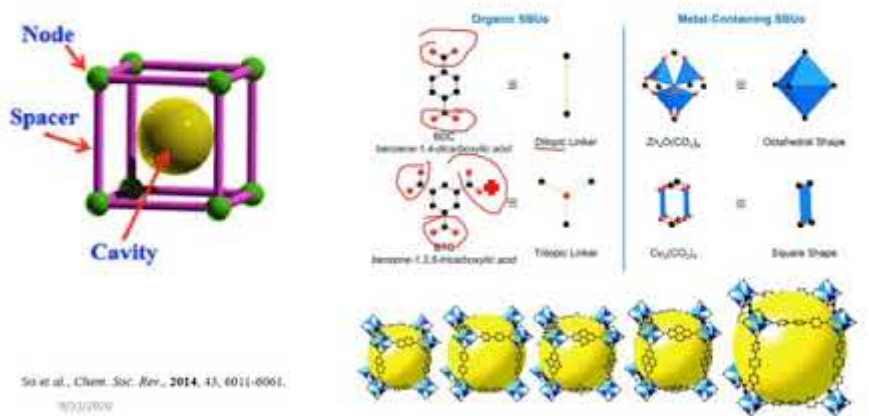 Node
Spacer
Cavity
Organic SBUs
Metal-Containing SBUs
BDC
benzene-1,4-dicarboxylic acid
Ditopic Linker
Zn₄O(CO₂)₆
Octahedral Shape
BTC
benzene-1,3,5-tricarboxylic acid
Tritopic Linker
Cu₂(CO₂)₄
Square Shape
et al., Chem. Soc. Rev., 2014, 43, 6011-6061.